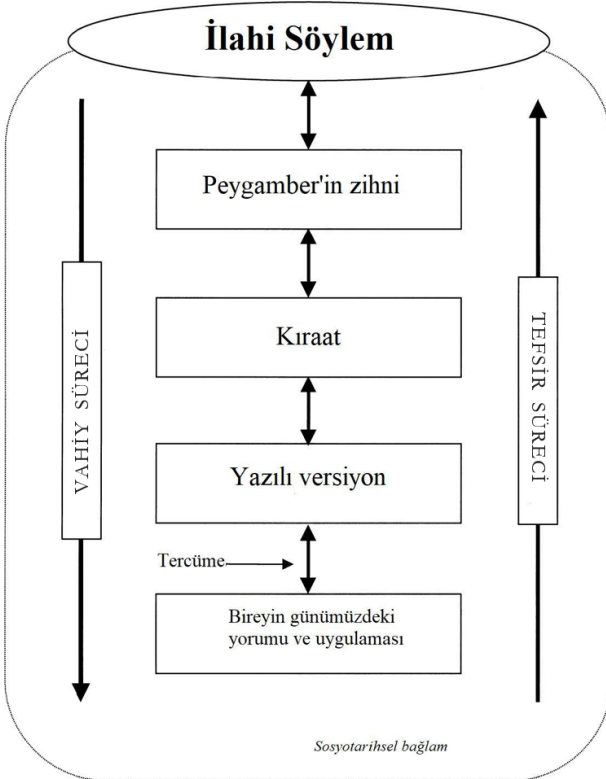 İlahi Söylem
Peygamber'in zihni
Kıraat
Yazılı versiyon
Tercüme
Bireyin günümüzdeki
yorumu ve uygulaması
VAHİY SÜRECİ
TEFSİR SÜRECİ
Sosyotarihsel bağlam